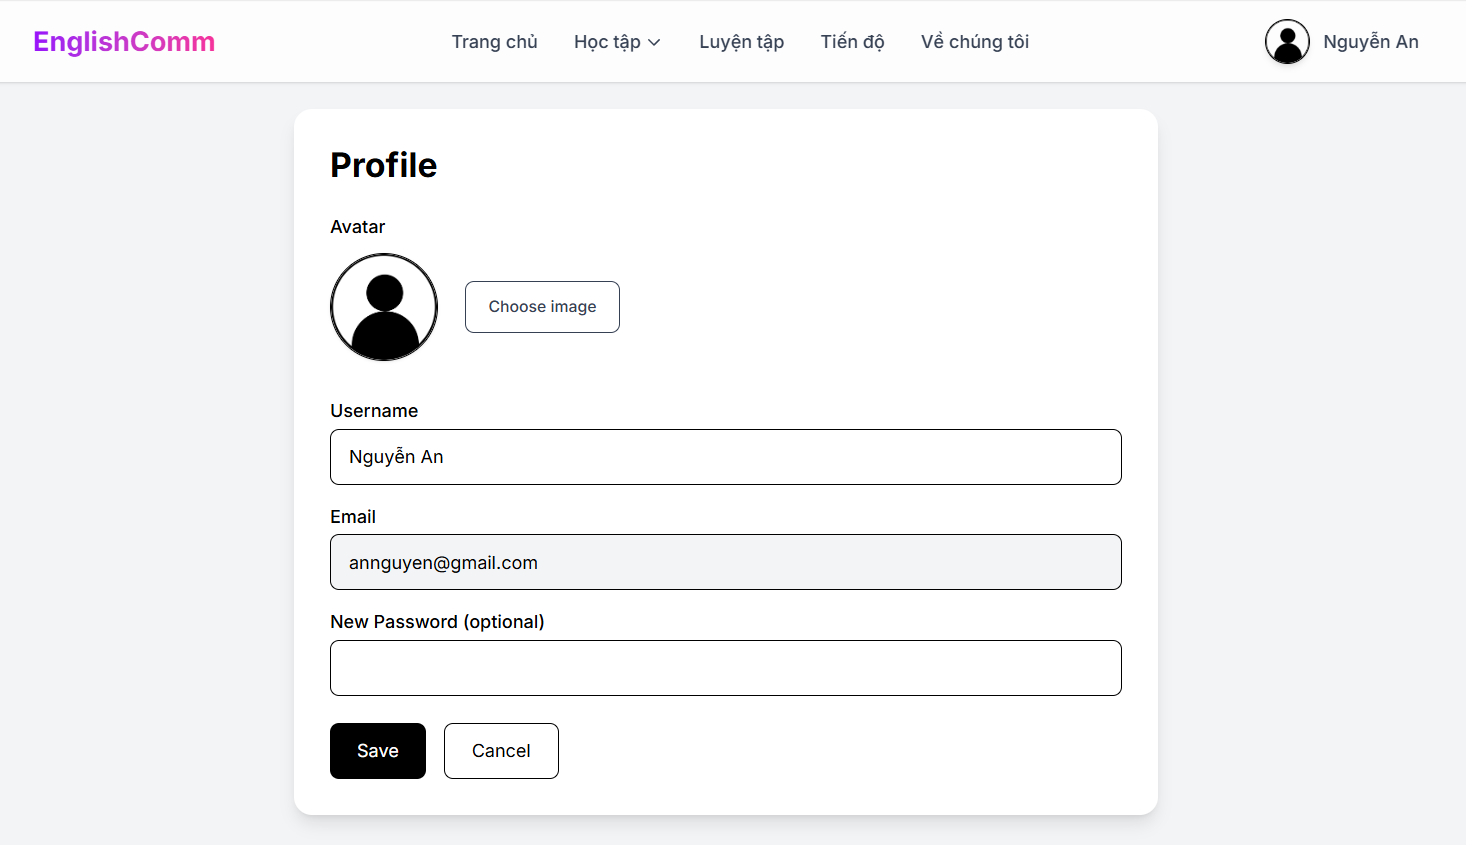 EnglishComm Trang chủ Học tập Luyện tập Tiến độ Về chúng tôi Nguyễn An
Profile
Avatar
Choose image
Username
Nguyễn An
Email
annguyen@gmail.com
New Password (optional)
Save Cancel